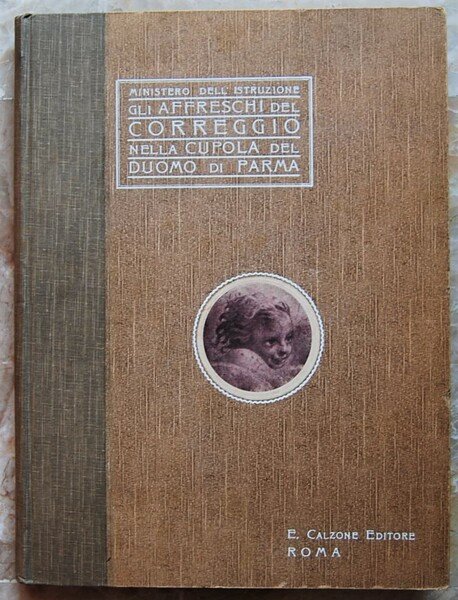 MINISTERO DELL'ISTRUZIONE
GLI AFFRESCHI DEL
CORREGGIO
NELLA CUPOLA DEL
DUOMO DI PARMA
E. CALZONE EDITORE
ROMA